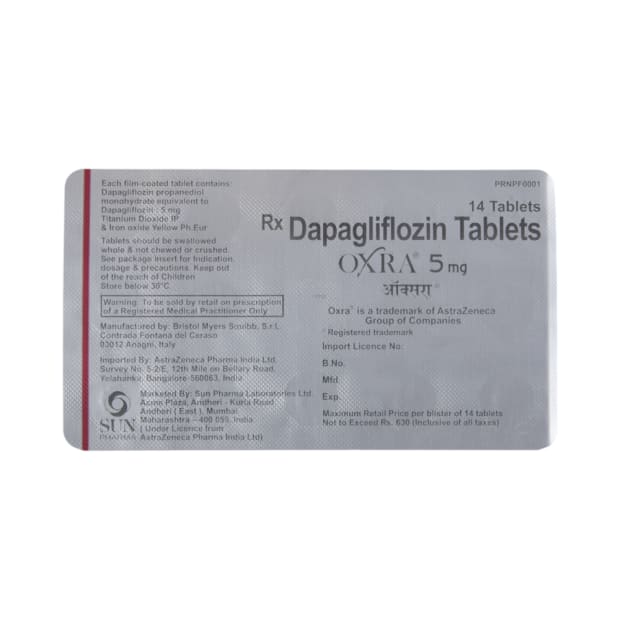 Each film-coated tablet contains:
Dapagliflozin propanediol
monohydrate equivalent to
Dapagliflozin : 5 mg
Titanium Dioxide IP
& Iron oxide Yellow Ph.Eur
Tablets should be swallowed
whole & not chewed or crushed.
See package insert for Indication,
dosage & precautions. Keep out
of the reach of Children
Store below 30°C
Warning: To be sold by retail on prescription
of a Registered Medical Practitioner Only
Manufactured by: Bristol Myers Squibb, S.r.l.
Contrada Fontana del Ceraso
03012 Anagni, Italy
Imported By: AstraZeneca Pharma India Ltd.
Survey No. 5-2/E, 12th Mile on Bellary Road,
Yelahanka, Bangalore-560063, India
SUN
PHARMA
Marketed By: Sun Pharma Laboratories Ltd.
Acme Plaza, Andheri - Kurla Road,
Andheri ( East ), Mumbai,
Maharashtra – 400 059, India
( Under Licence from
AstraZeneca Pharma India Ltd)
PRNPF0001
14 Tablets
Rx Dapagliflozin Tablets
OXRA® 5 mg
ऑक्सरा®
Oxra® is a trademark of AstraZeneca
Group of Companies
® Registered trademark
Import Licence No:
B.No.
Mfd.
Exp.
Maximum Retail Price per blister of 14 tablets
Not to Exceed Rs. 630 (Inclusive of all taxes)